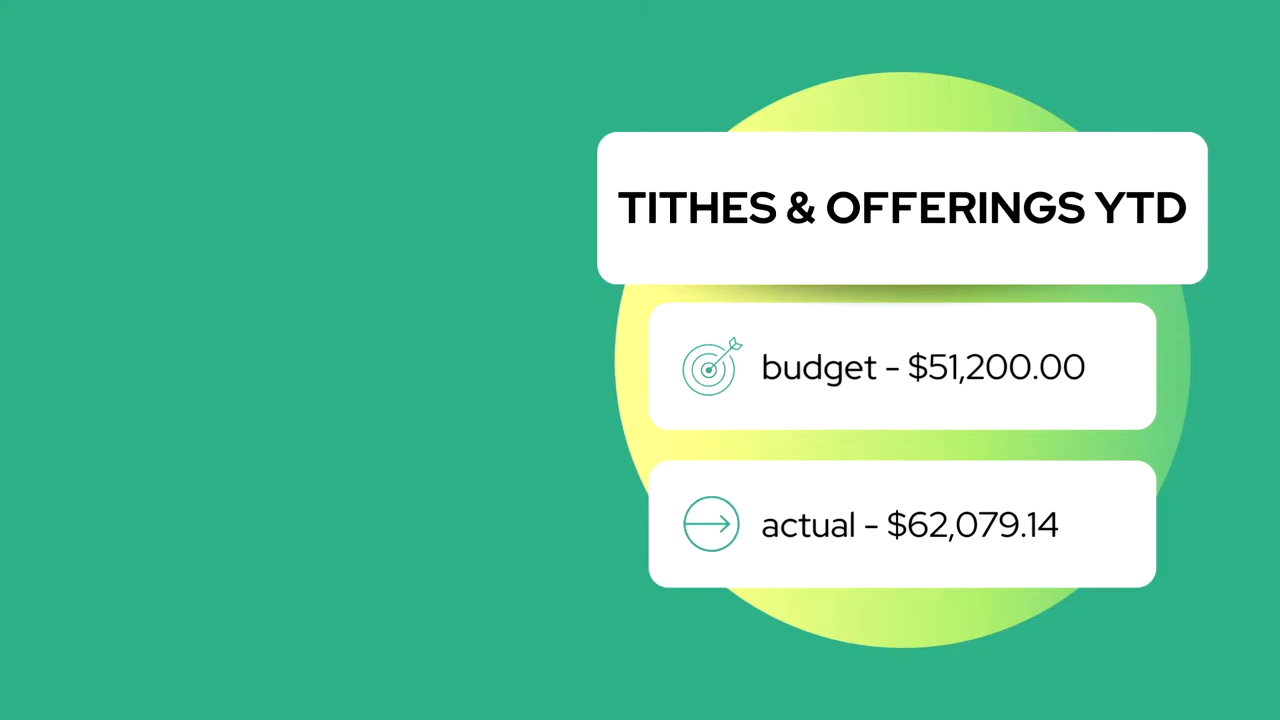 TITHES & OFFERINGS YTD
budget - $51,200.00
actual - $62,079.14